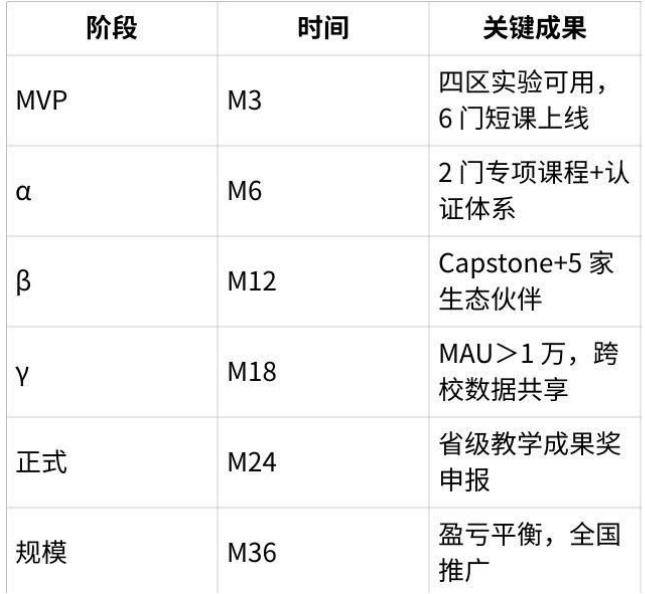 阶段 时间 关键成果
MVP M3 四区实验可用，
6 门短课上线
α M6 2 门专项课程+认
证体系
β M12 Capstone+5 家
生态伙伴
γ M18 MAU＞1 万，跨
校数据共享
正式 M24 省级教学成果奖
申报
规模 M36 盈亏平衡，全国
推广